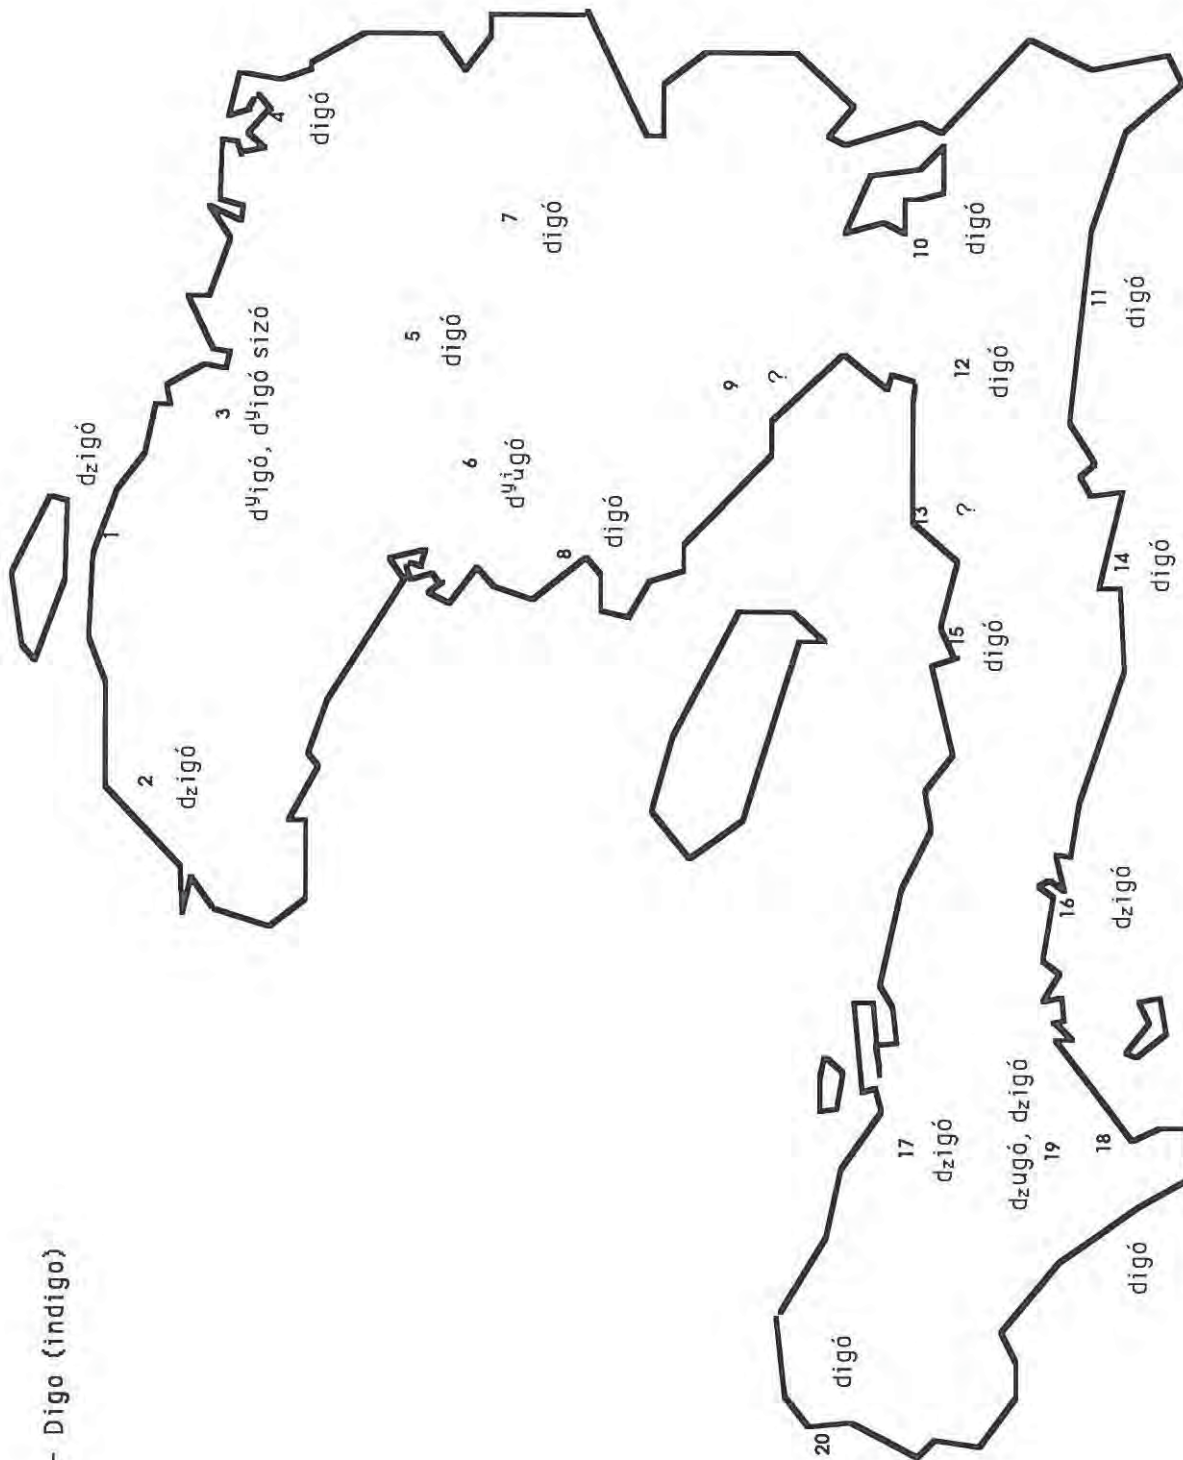 - Digo (indigo)
1
dzigó
2
dzigó
3
dʸigó, dʸigó sizó
4
digó
5
digó
6
dʸⁱugó
7
digó
8
digó
9
?
10
digó
11
digó
12
digó
13
?
14
digó
15
digó
16
dzigó
17
dzigó
18
digó
dzugó, dzigó
19
20
digó